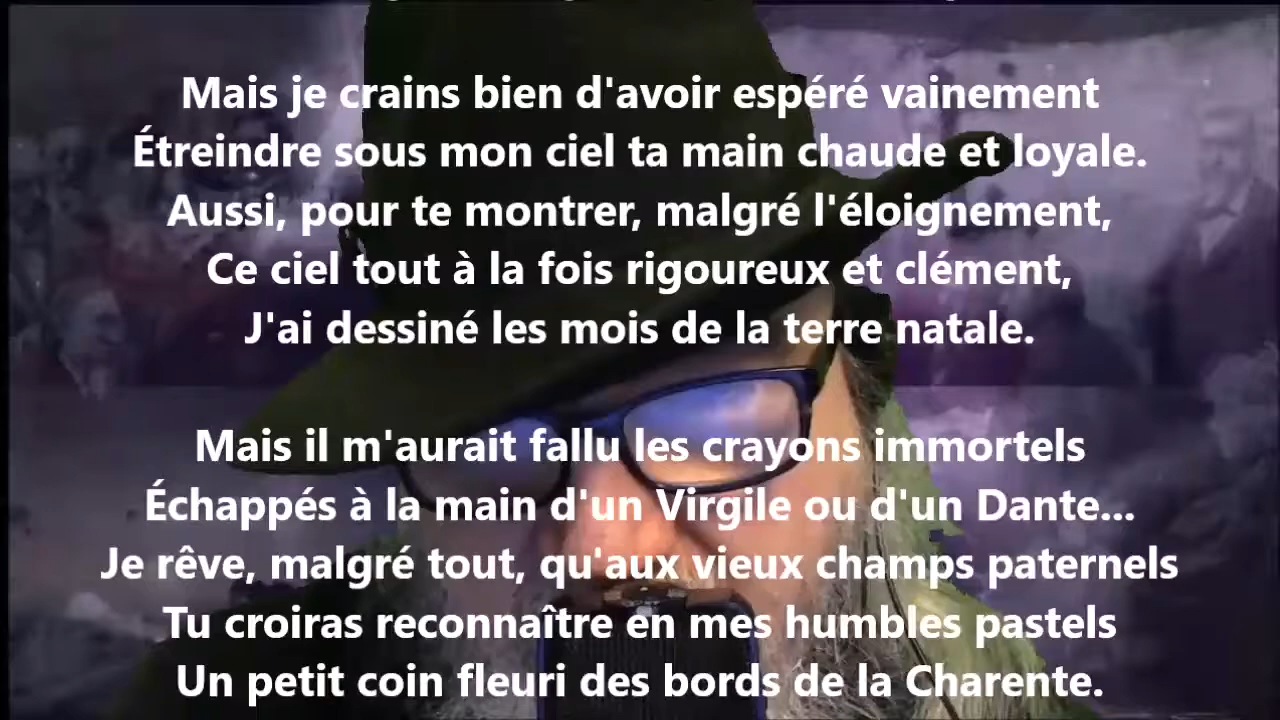 Mais je crains bien d'avoir espéré vainement
Étreindre sous mon ciel ta main chaude et loyale.
Aussi, pour te montrer, malgré l'éloignement,
Ce ciel tout à la fois rigoureux et clément,
J'ai dessiné les mois de la terre natale.
Mais il m'aurait fallu les crayons immortels
Échappés à la main d'un Virgile ou d'un Dante...
Je rêve, malgré tout, qu'aux vieux champs paternels
Tu croiras reconnaître en mes humbles pastels
Un petit coin fleuri des bords de la Charente.